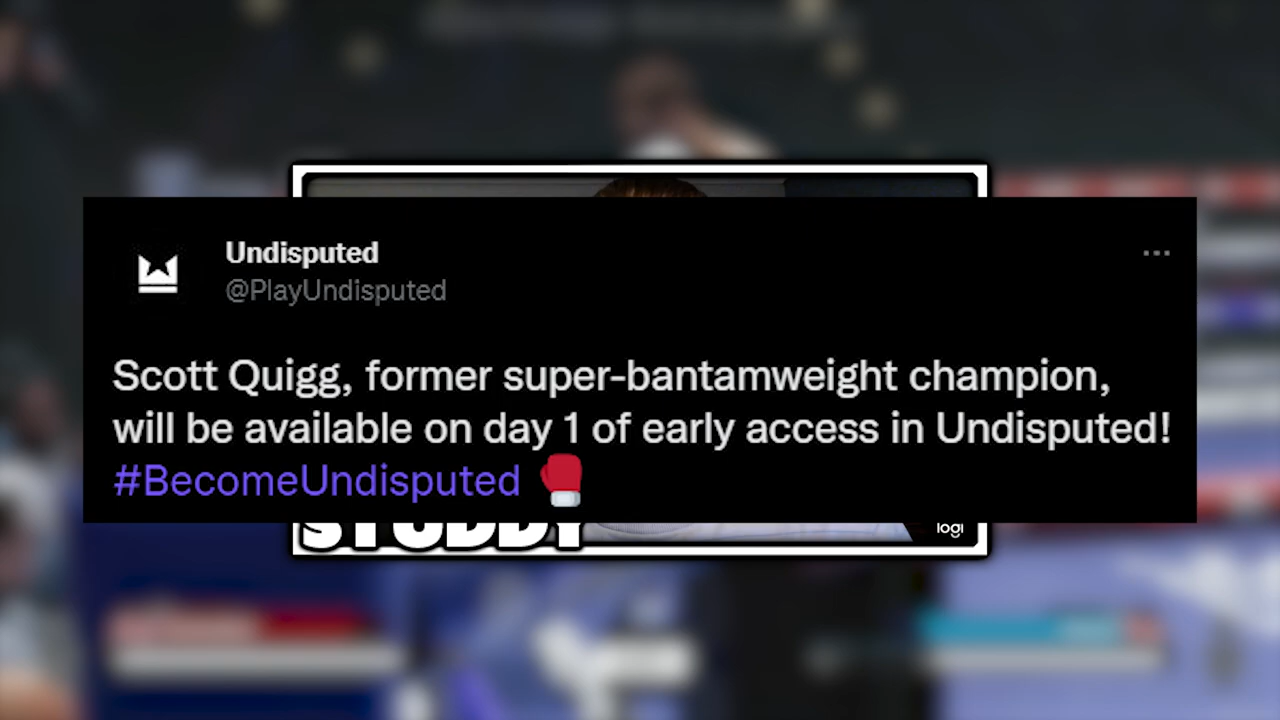 Undisputed
@PlayUndisputed
Scott Quigg, former super-bantamweight champion,
will be available on day 1 of early access in Undisputed!
#BecomeUndisputed 🥊
STUDDY
logi